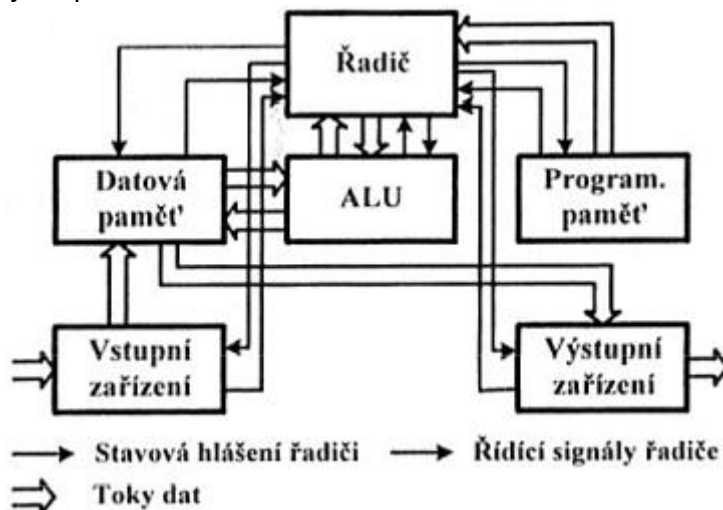 Řadič
Datová
paměť
ALU
Program.
paměť
Vstupní
zařízení
Výstupní
zařízení
Stavová hlášení řadiči
Řídící signály řadiče
Toky dat